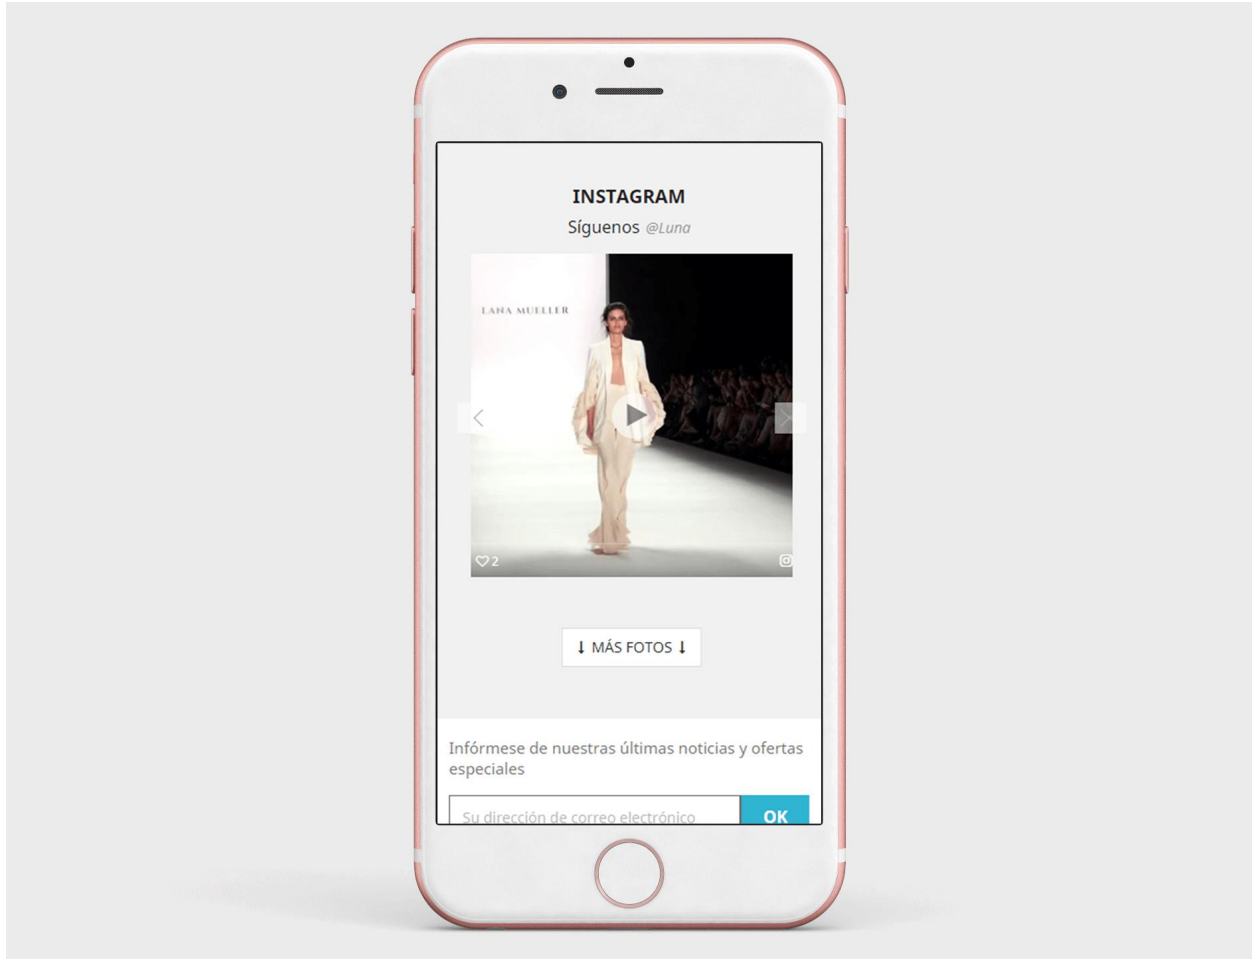 INSTAGRAM
Síguenos @Luna
LANA MUELLER
2
MÁS FOTOS
Infórmese de nuestras últimas noticias y ofertas
especiales
Su dirección de correo electrónico OK